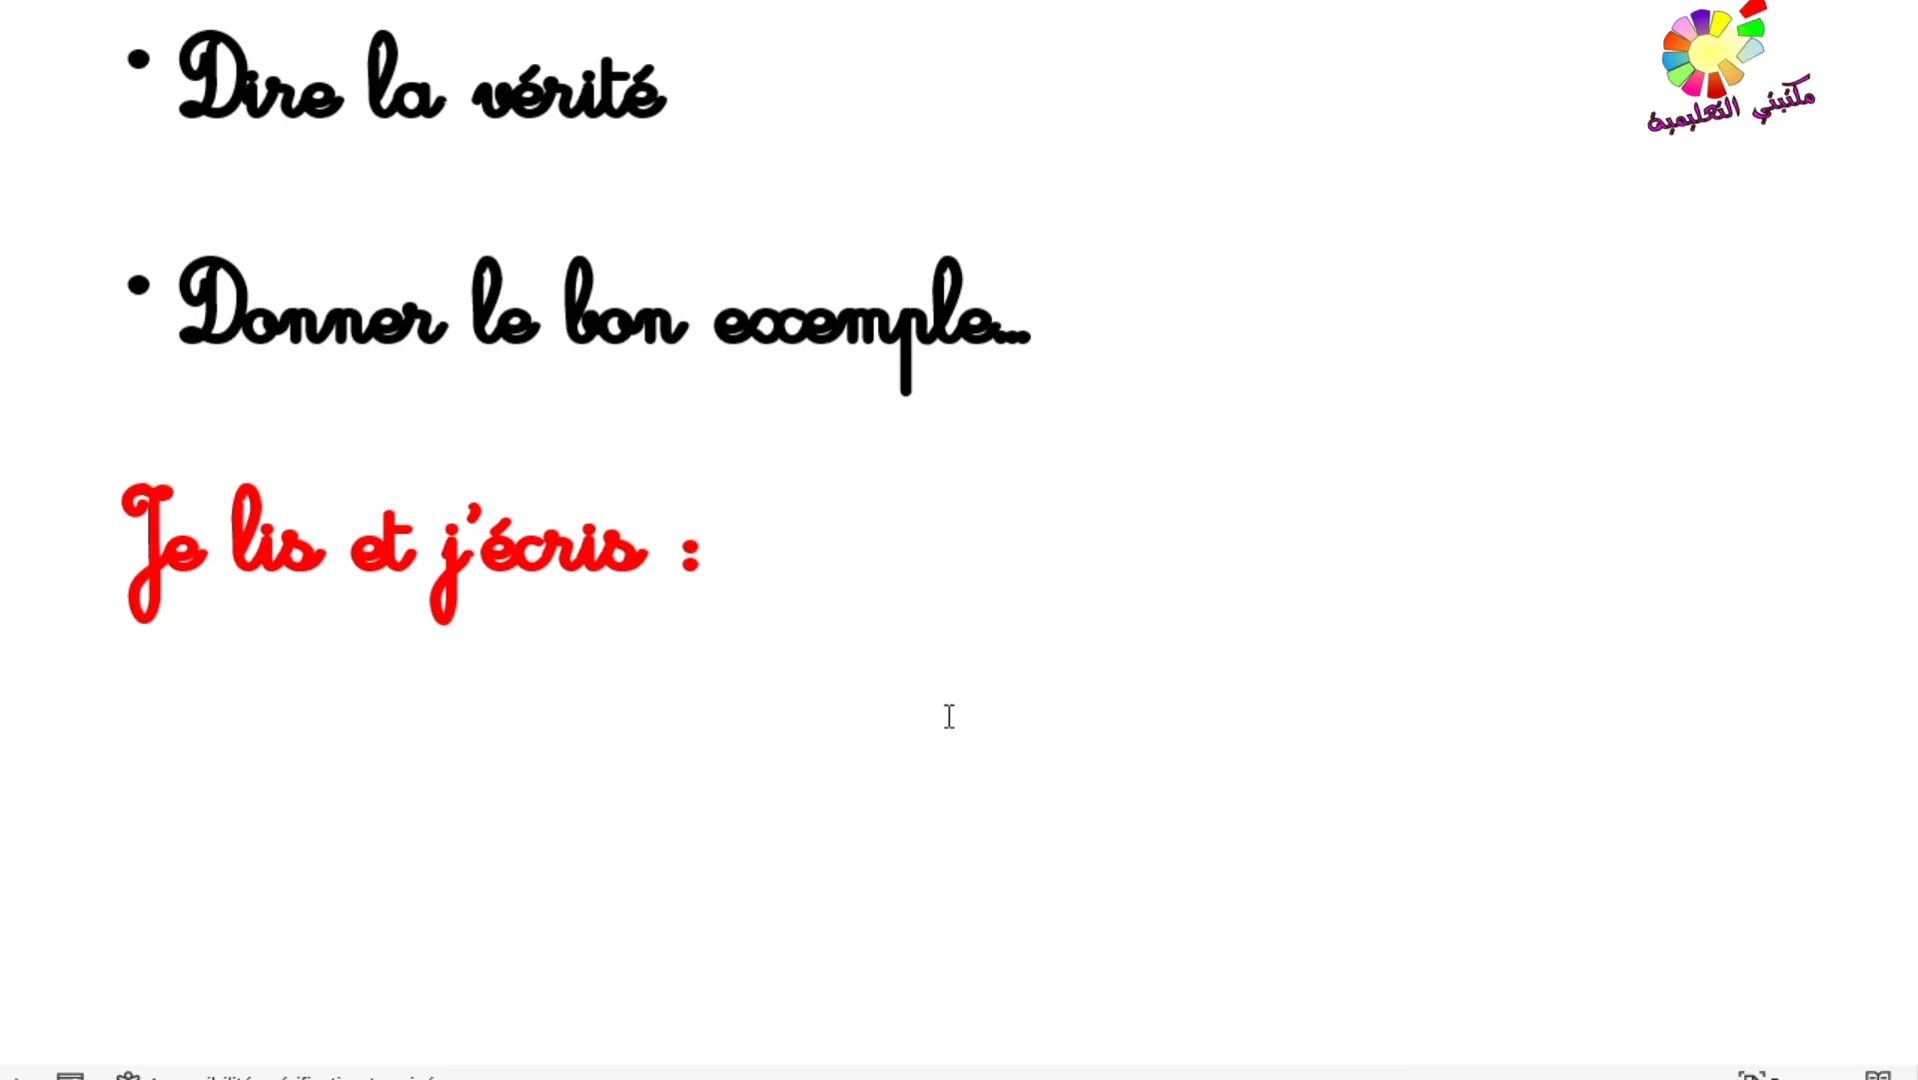 • Dire la vérité
مكتبتي التعليمية
• Donner le bon exemple...
Je lis et j'écris :